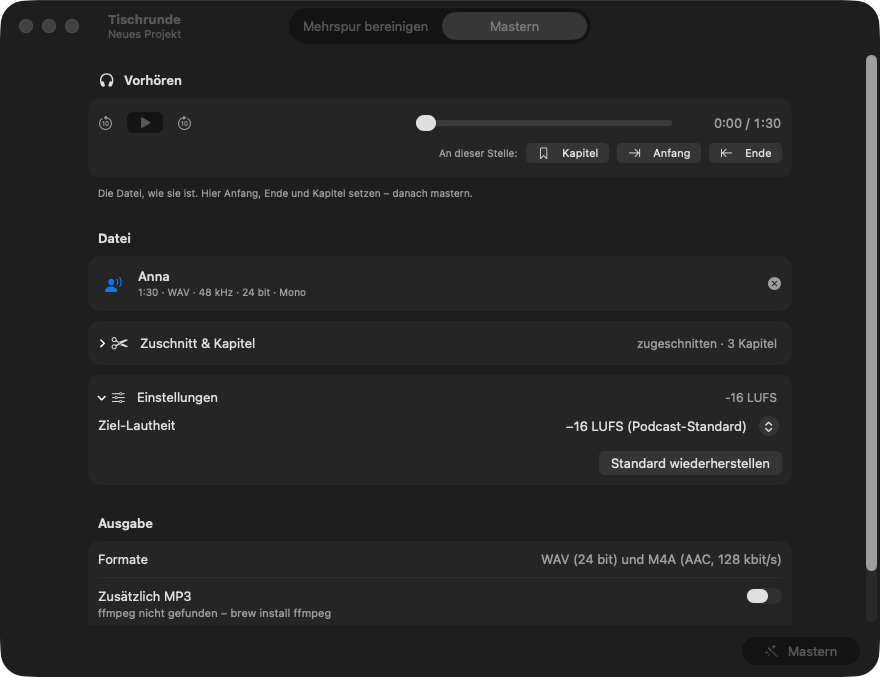 Tischrunde
Neues Projekt
Mehrspur bereinigen
Mastern
Vorhören
10
10
0:00 / 1:30
An dieser Stelle:
Kapitel
Anfang
Ende
Die Datei, wie sie ist. Hier Anfang, Ende und Kapitel setzen – danach mastern.
Datei
Anna
1:30 · WAV · 48 kHz · 24 bit · Mono
Zuschnitt & Kapitel
zugeschnitten · 3 Kapitel
Einstellungen
-16 LUFS
Ziel-Lautheit
−16 LUFS (Podcast-Standard)
Standard wiederherstellen
Ausgabe
Formate
WAV (24 bit) und M4A (AAC, 128 kbit/s)
Zusätzlich MP3
ffmpeg nicht gefunden – brew install ffmpeg
Mastern